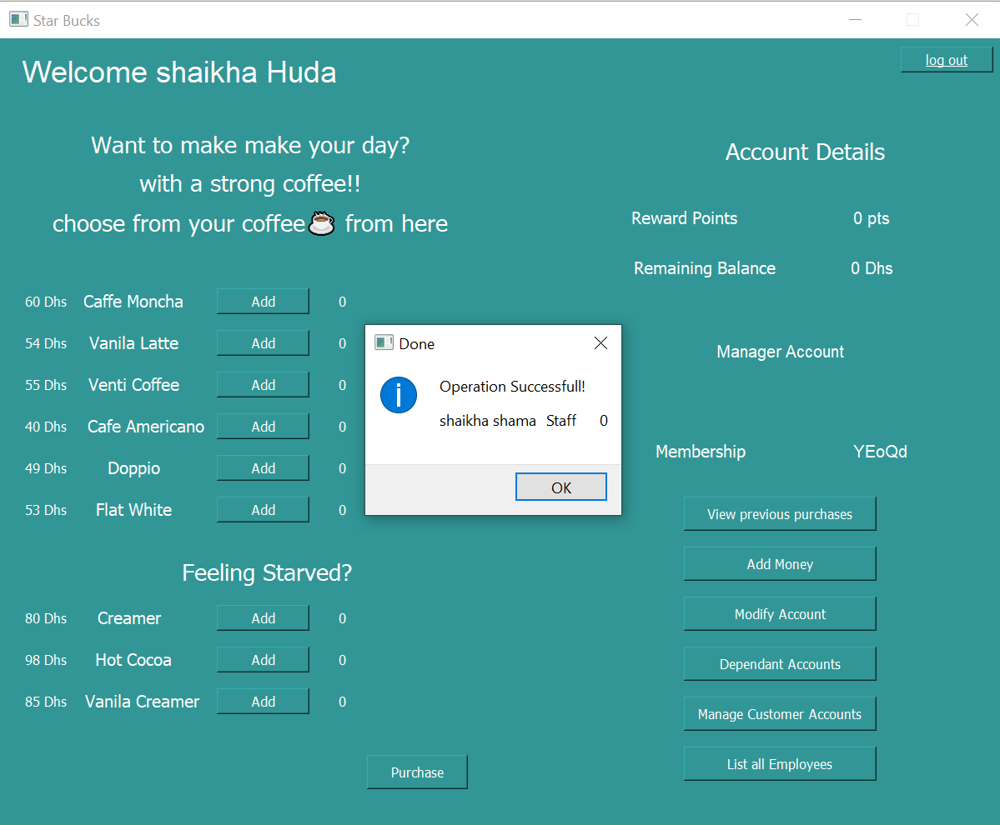 Star Bucks
Welcome shaikha Huda
log out
Want to make make your day?
with a strong coffee!!
choose from your coffee☕ from here
60 Dhs Caffe Moncha Add 0
54 Dhs Vanila Latte Add 0
55 Dhs Venti Coffee Add 0
40 Dhs Cafe Americano Add 0
49 Dhs Doppio Add 0
53 Dhs Flat White Add 0
Feeling Starved?
80 Dhs Creamer Add 0
98 Dhs Hot Cocoa Add 0
85 Dhs Vanila Creamer Add 0
Purchase
Done
Operation Successfull!
shaikha shama Staff 0
OK
Account Details
Reward Points 0 pts
Remaining Balance 0 Dhs
Manager Account
Membership YEoQd
View previous purchases
Add Money
Modify Account
Dependant Accounts
Manage Customer Accounts
List all Employees